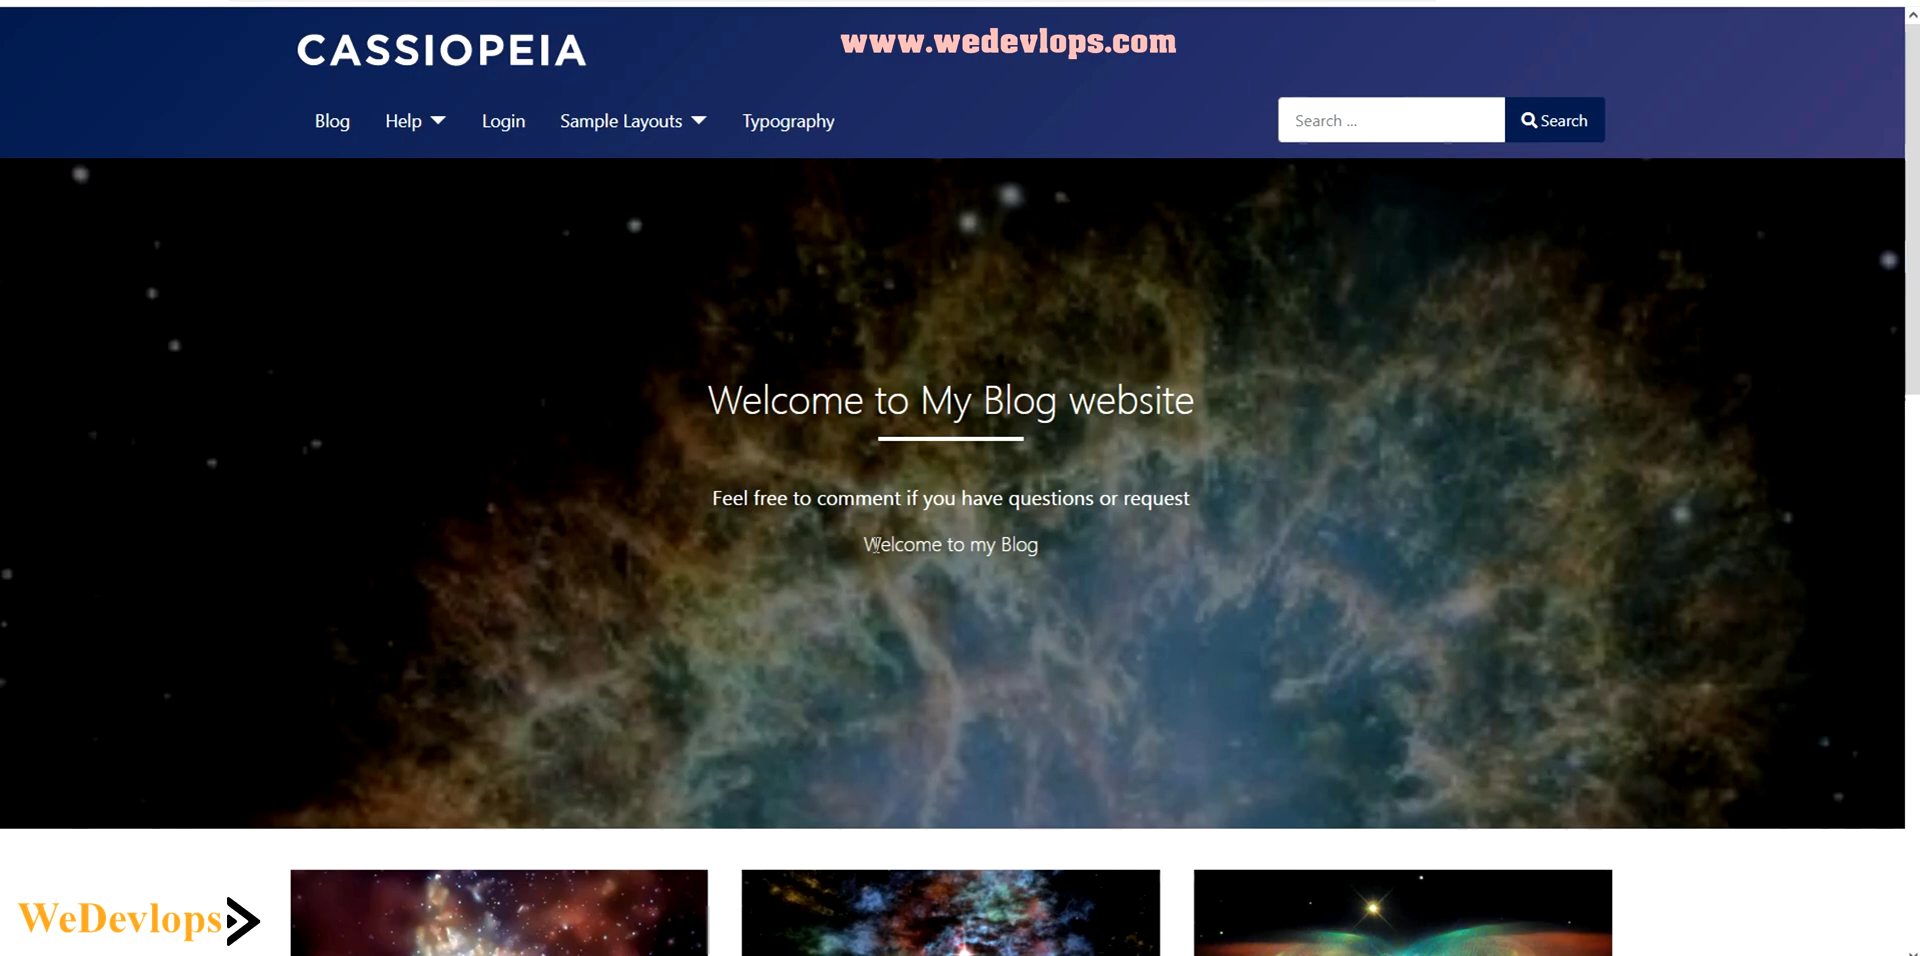 CASSIOPEIA
www.wedevlops.com
Blog Help Login Sample Layouts Typography
Search ... Search
Welcome to My Blog website
Feel free to comment if you have questions or request
Welcome to my Blog
WeDevlops